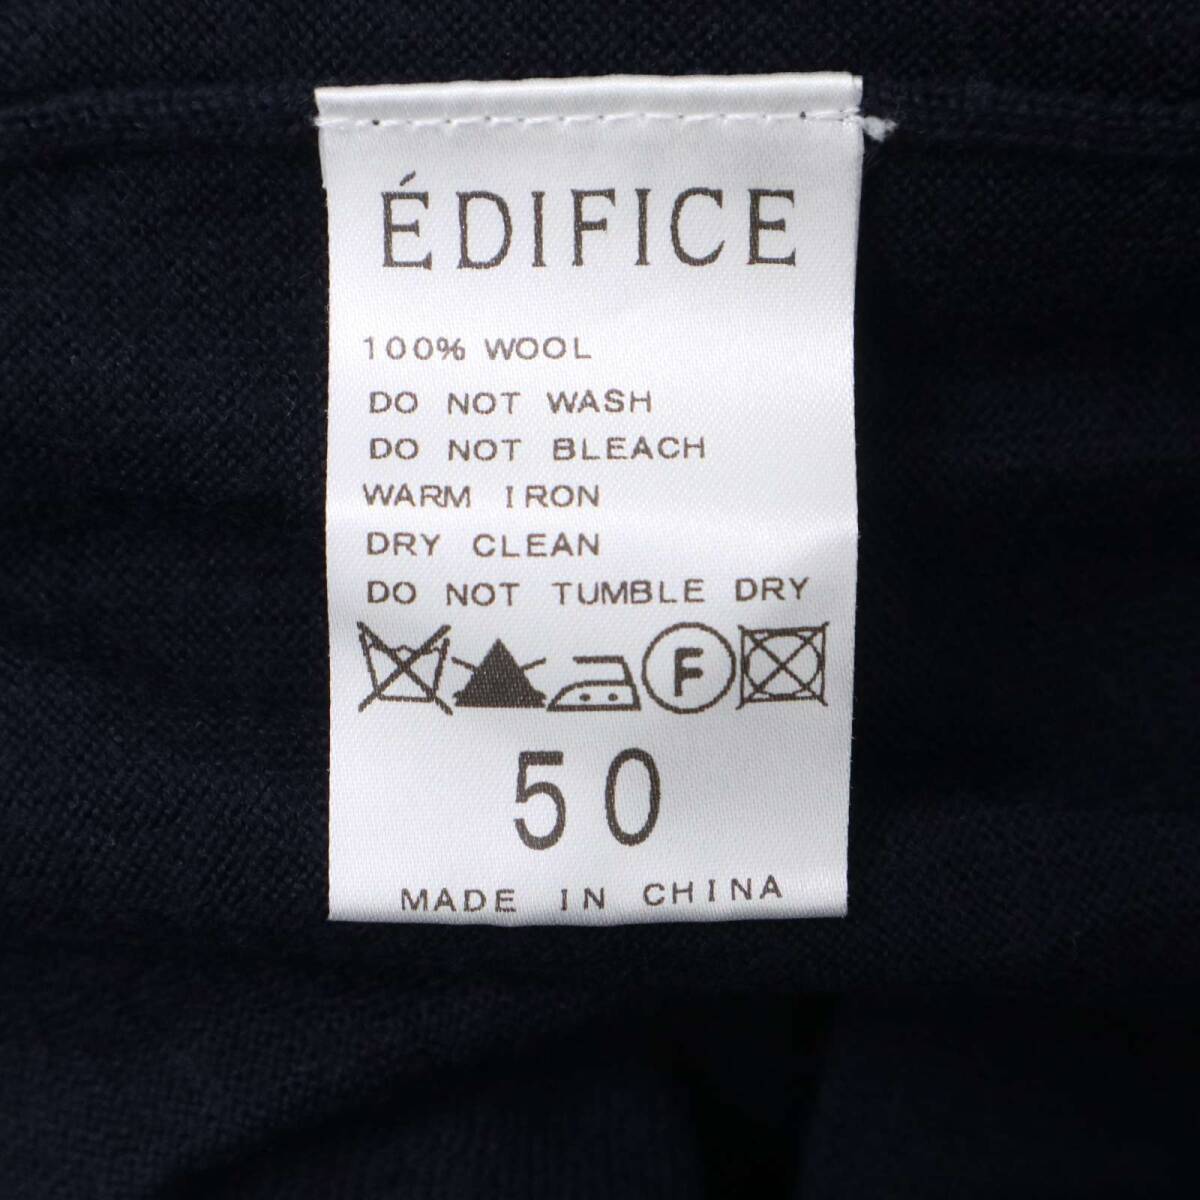 ÉDIFICE
100% WOOL
DO NOT WASH
DO NOT BLEACH
WARM IRON
DRY CLEAN
DO NOT TUMBLE DRY
F
50
MADE IN CHINA